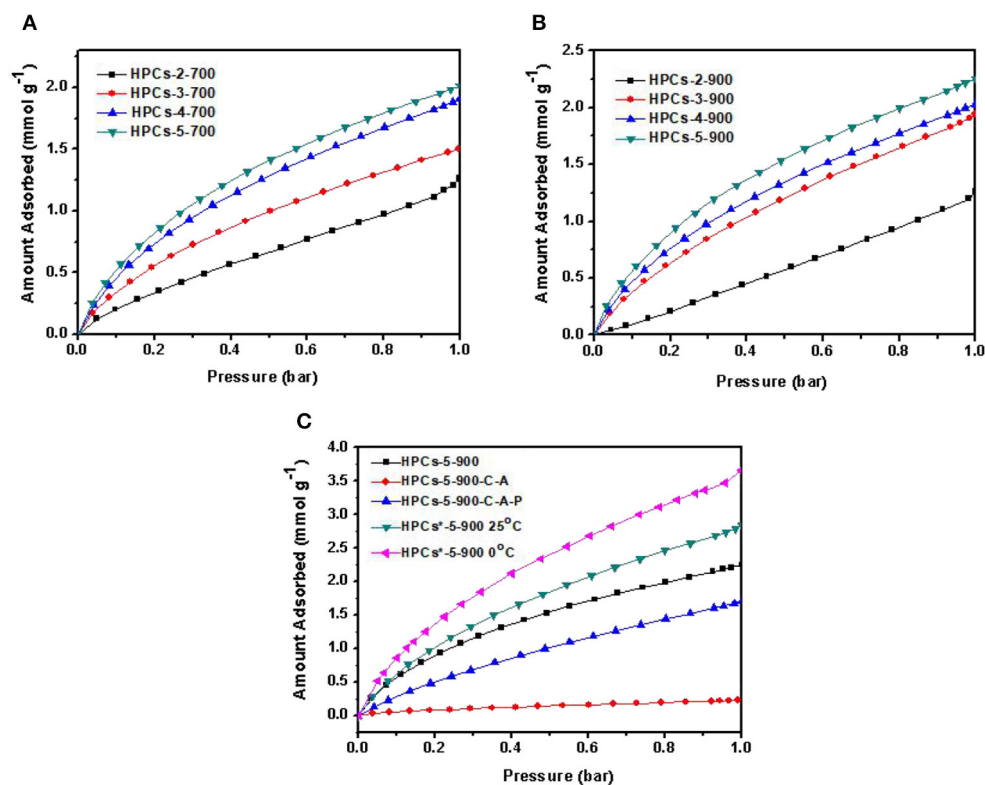 A
Amount Adsorbed (mmol g⁻¹)
HPCs-2-700
HPCs-3-700
HPCs-4-700
HPCs-5-700
2.0
1.5
1.0
0.5
0.0
0.0 0.2 0.4 0.6 0.8 1.0
Pressure (bar)
B
Amount Adsorbed (mmol g⁻¹)
HPCs-2-900
HPCs-3-900
HPCs-4-900
HPCs-5-900
2.5
2.0
1.5
1.0
0.5
0.0
0.0 0.2 0.4 0.6 0.8 1.0
Pressure (bar)
C
Amount Adsorbed (mmol g⁻¹)
HPCs-5-900
HPCs-5-900-C-A
HPCs-5-900-C-A-P
HPCs*-5-900 25°C
HPCs*-5-900 0°C
4.0
3.5
3.0
2.5
2.0
1.5
1.0
0.5
0.0
0.0 0.2 0.4 0.6 0.8 1.0
Pressure (bar)